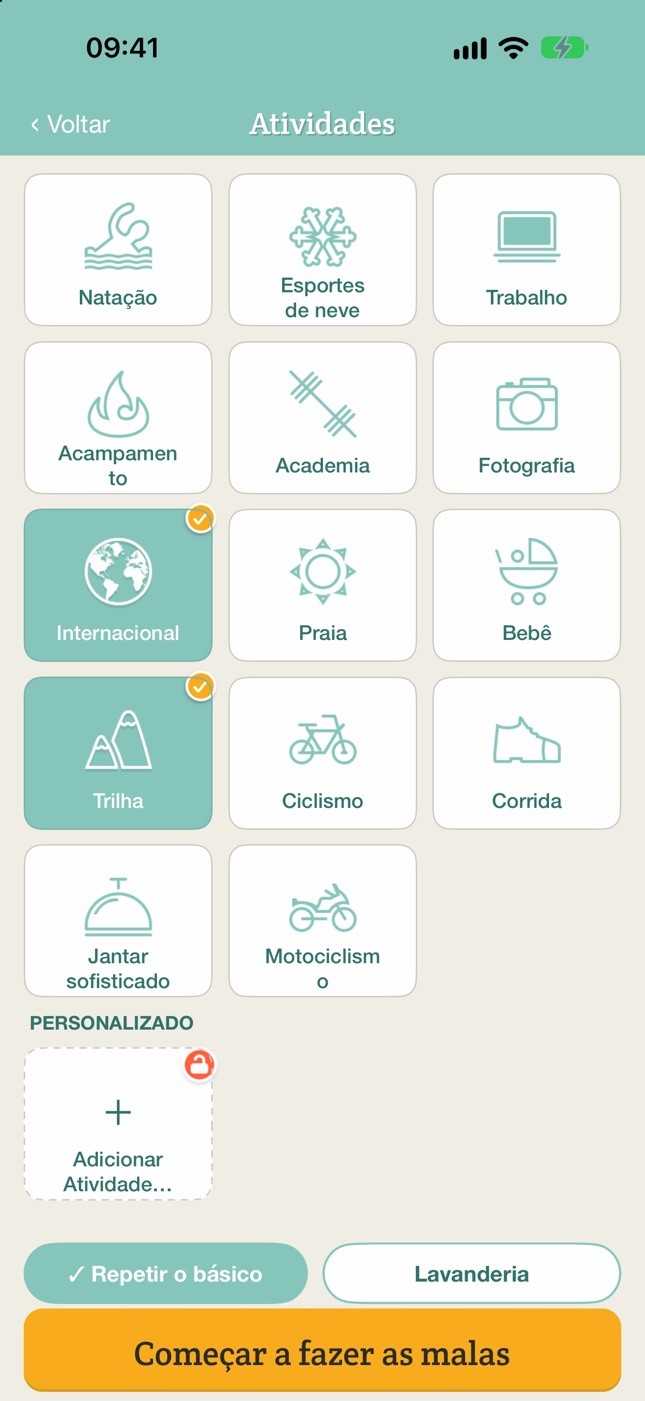 09:41
‹ Voltar
Atividades
Natação
Esportes
de neve
Trabalho
Acampamen
to
Academia
Fotografia
Internacional
Praia
Bebê
Trilha
Ciclismo
Corrida
Jantar
sofisticado
Motociclism
o
PERSONALIZADO
+
Adicionar
Atividade...
✓ Repetir o básico
Lavanderia
Começar a fazer as malas